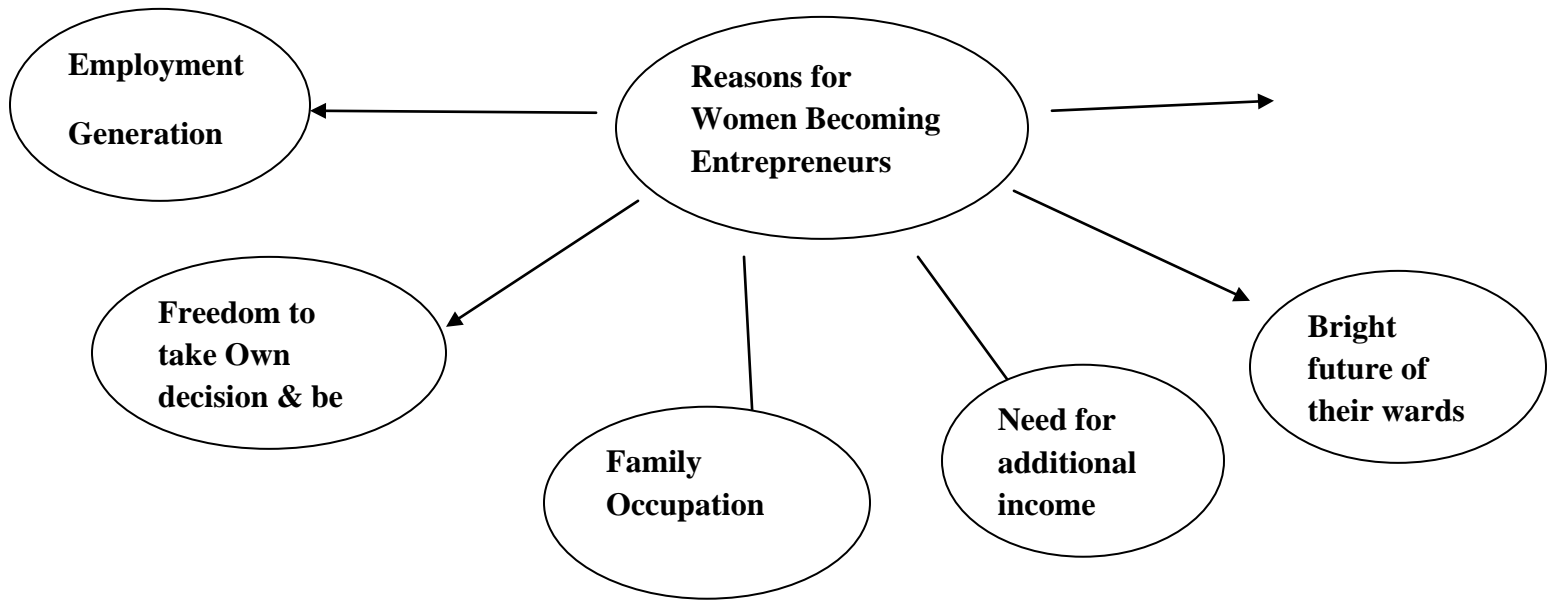 Employment
Generation
Reasons for
Women Becoming
Entrepreneurs
Freedom to
take Own
decision & be
Family
Occupation
Need for
additional
income
Bright
future of
their wards